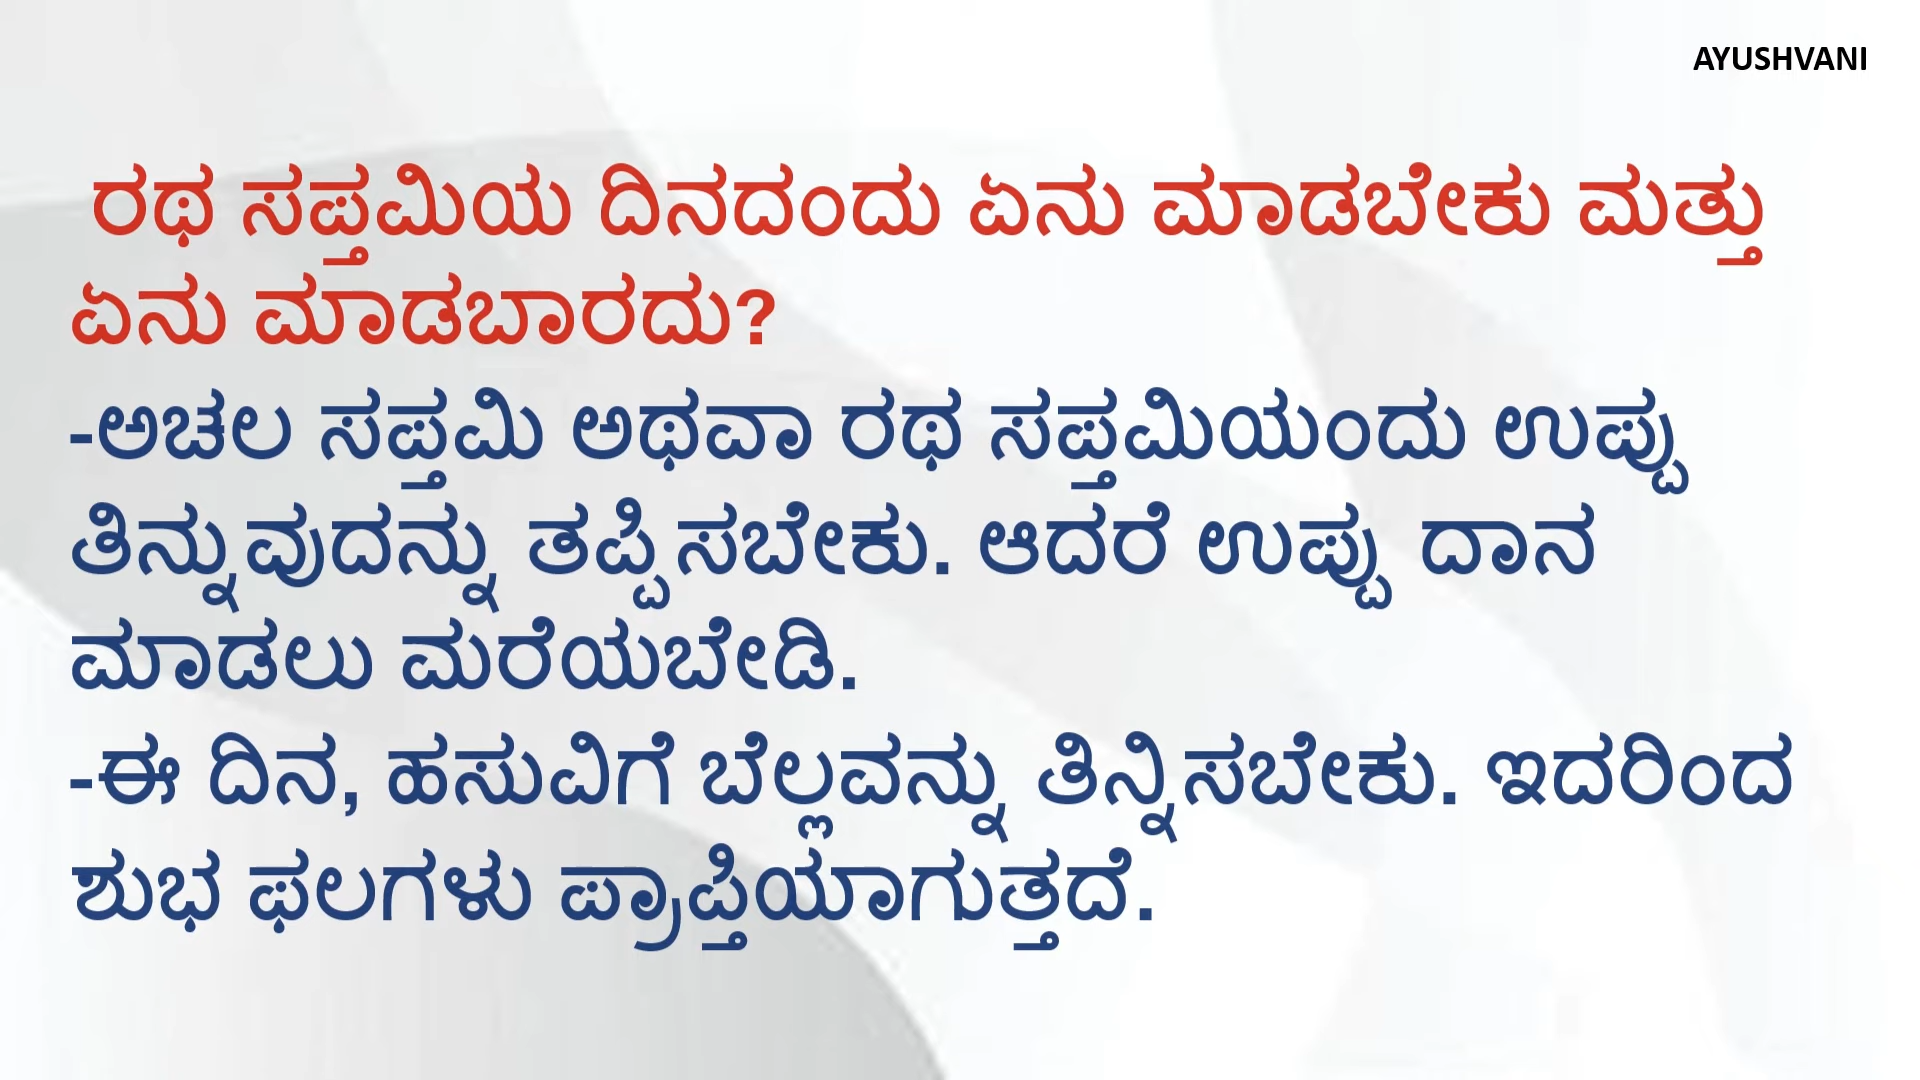 AYUSHVANI
ರಥ ಸಪ್ತಮಿಯ ದಿನದಂದು ಏನು ಮಾಡಬೇಕು ಮತ್ತು
ಏನು ಮಾಡಬಾರದು?
-ಅಚಲ ಸಪ್ತಮಿ ಅಥವಾ ರಥ ಸಪ್ತಮಿಯಂದು ಉಪ್ಪು
ತಿನ್ನುವುದನ್ನು ತಪ್ಪಿಸಬೇಕು. ಆದರೆ ಉಪ್ಪು ದಾನ
ಮಾಡಲು ಮರೆಯಬೇಡಿ.
-ಈ ದಿನ, ಹಸುವಿಗೆ ಬೆಲ್ಲವನ್ನು ತಿನ್ನಿಸಬೇಕು. ಇದರಿಂದ
ಶುಭ ಫಲಗಳು ಪ್ರಾಪ್ತಿಯಾಗುತ್ತದೆ.